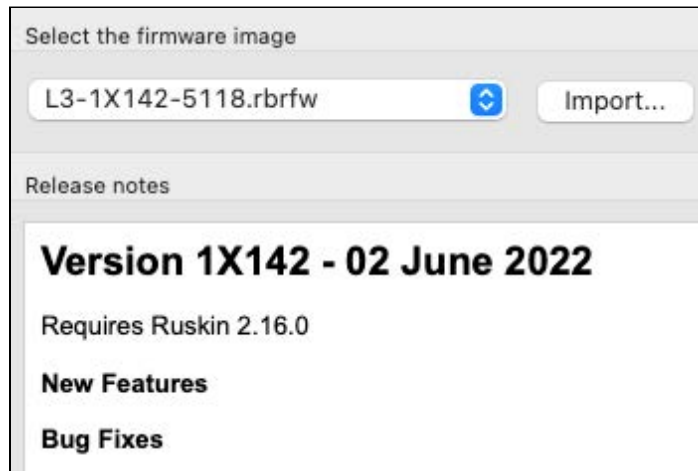 Select the firmware image
L3-1X142-5118.rbrfw
Import...
Release notes
Version 1X142 - 02 June 2022
Requires Ruskin 2.16.0
New Features
Bug Fixes